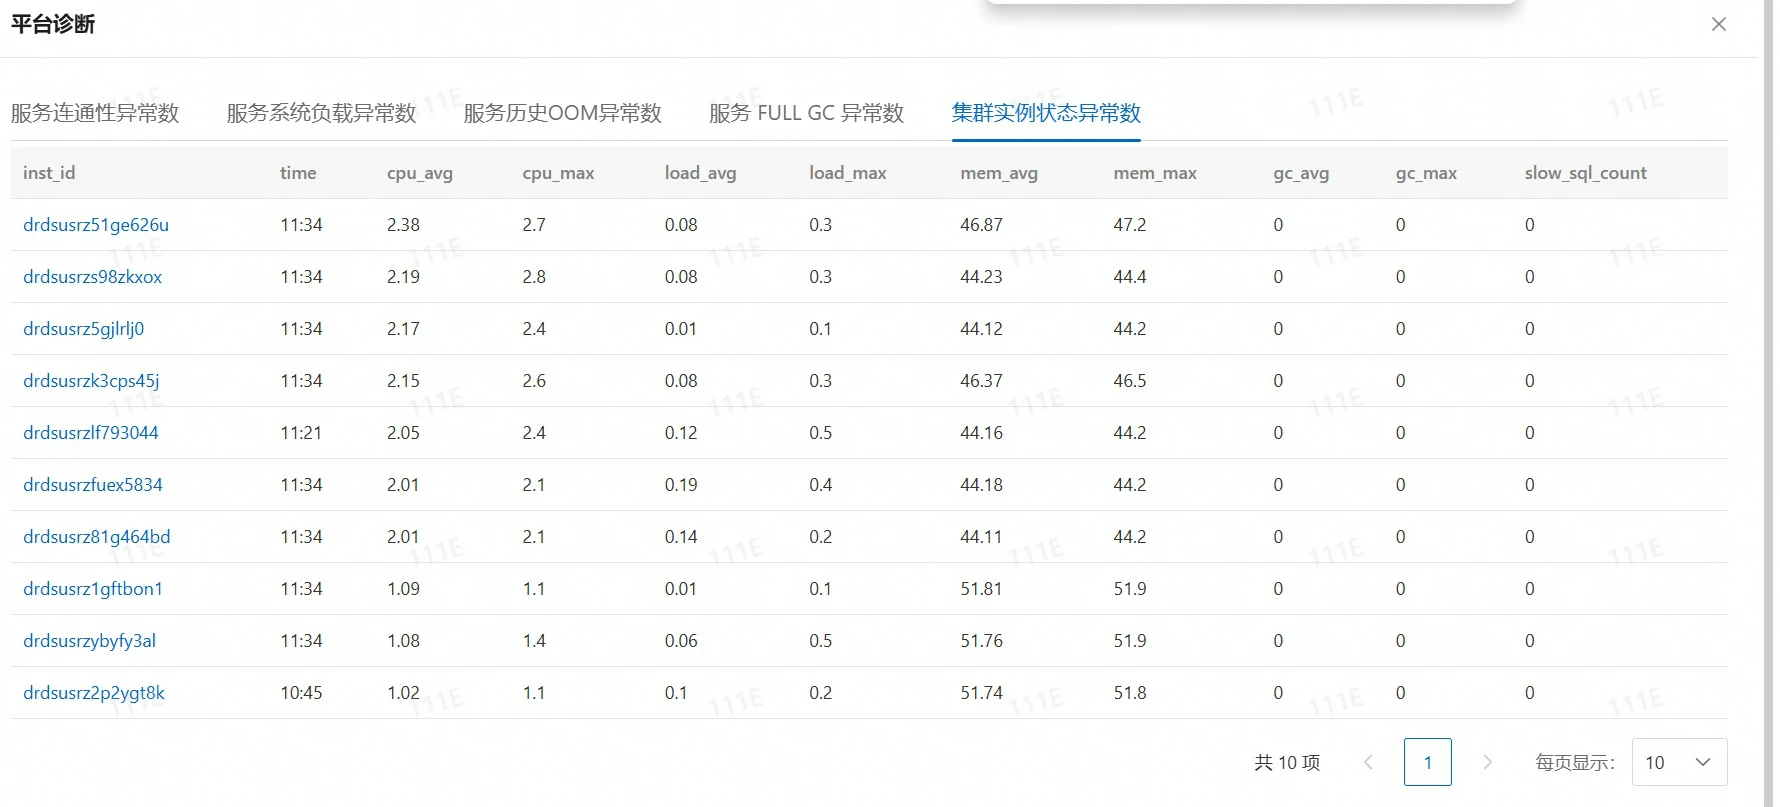 平台诊断
服务连通性异常数 服务系统负载异常数 服务历史OOM异常数 服务 FULL GC 异常数 集群实例状态异常数
inst_id time cpu_avg cpu_max load_avg load_max mem_avg mem_max gc_avg gc_max slow_sql_count
drdsusrz51ge626u 11:34 2.38 2.7 0.08 0.3 46.87 47.2 0 0 0
drdsusrzs98zkxox 11:34 2.19 2.8 0.08 0.3 44.23 44.4 0 0 0
drdsusrz5gjlrlj0 11:34 2.17 2.4 0.01 0.1 44.12 44.2 0 0 0
drdsusrzk3cps45j 11:34 2.15 2.6 0.08 0.3 46.37 46.5 0 0 0
drdsusrzlf793044 11:21 2.05 2.4 0.12 0.5 44.16 44.2 0 0 0
drdsusrzfuex5834 11:34 2.01 2.1 0.19 0.4 44.18 44.2 0 0 0
drdsusrz81g464bd 11:34 2.01 2.1 0.14 0.2 44.11 44.2 0 0 0
drdsusrz1gftbon1 11:34 1.09 1.1 0.01 0.1 51.81 51.9 0 0 0
drdsusrzybyfy3al 11:34 1.08 1.4 0.06 0.5 51.76 51.9 0 0 0
drdsusrz2p2ygt8k 10:45 1.02 1.1 0.1 0.2 51.74 51.8 0 0 0
共 10 项 1 每页显示: 10